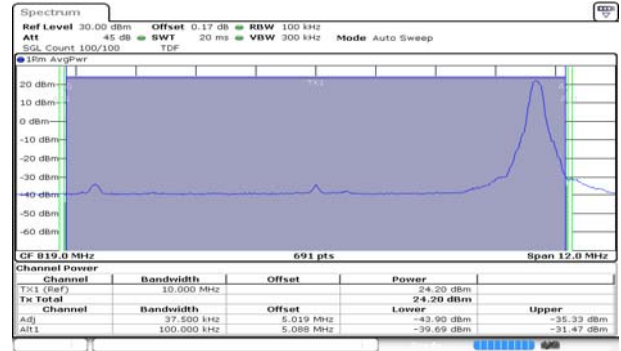 Spectrum
Ref Level 30.00 dBm Offset 0.17 dB RBW 100 kHz
Att 45 dB SWT 20 ms VBW 300 kHz Mode Auto Sweep
SGL Count 100/100 TDF
1Rm AvgPwr
TX1
20 dBm
10 dBm
0 dBm
-10 dBm
-20 dBm
-30 dBm
-40 dBm
-50 dBm
-60 dBm
CF 819.0 MHz 691 pts Span 12.0 MHz
Channel Power
Channel Bandwidth Offset Power
TX1 (Ref) 10.000 MHz 24.20 dBm
Tx Total 24.20 dBm
Channel Bandwidth Offset Lower Upper
Adj 37.500 kHz 5.019 MHz -43.90 dBm -35.33 dBm
Alt1 100.000 kHz 5.088 MHz -39.69 dBm -31.47 dBm